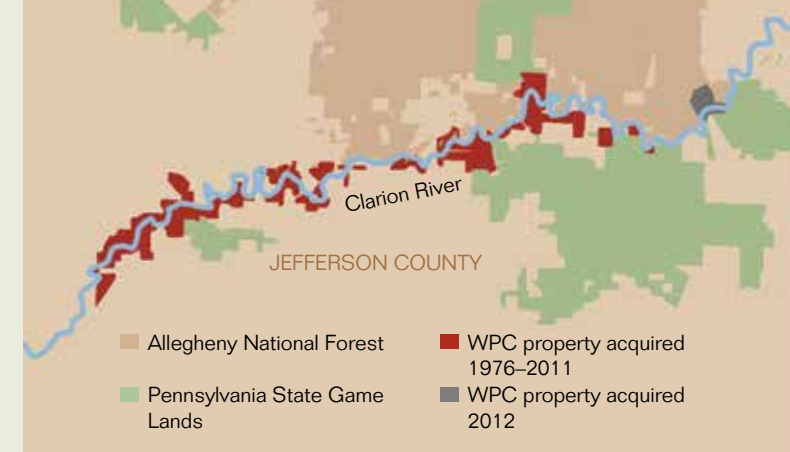 Clarion River
JEFFERSON COUNTY
Allegheny National Forest
Pennsylvania State Game
Lands
WPC property acquired
1976–2011
WPC property acquired
2012